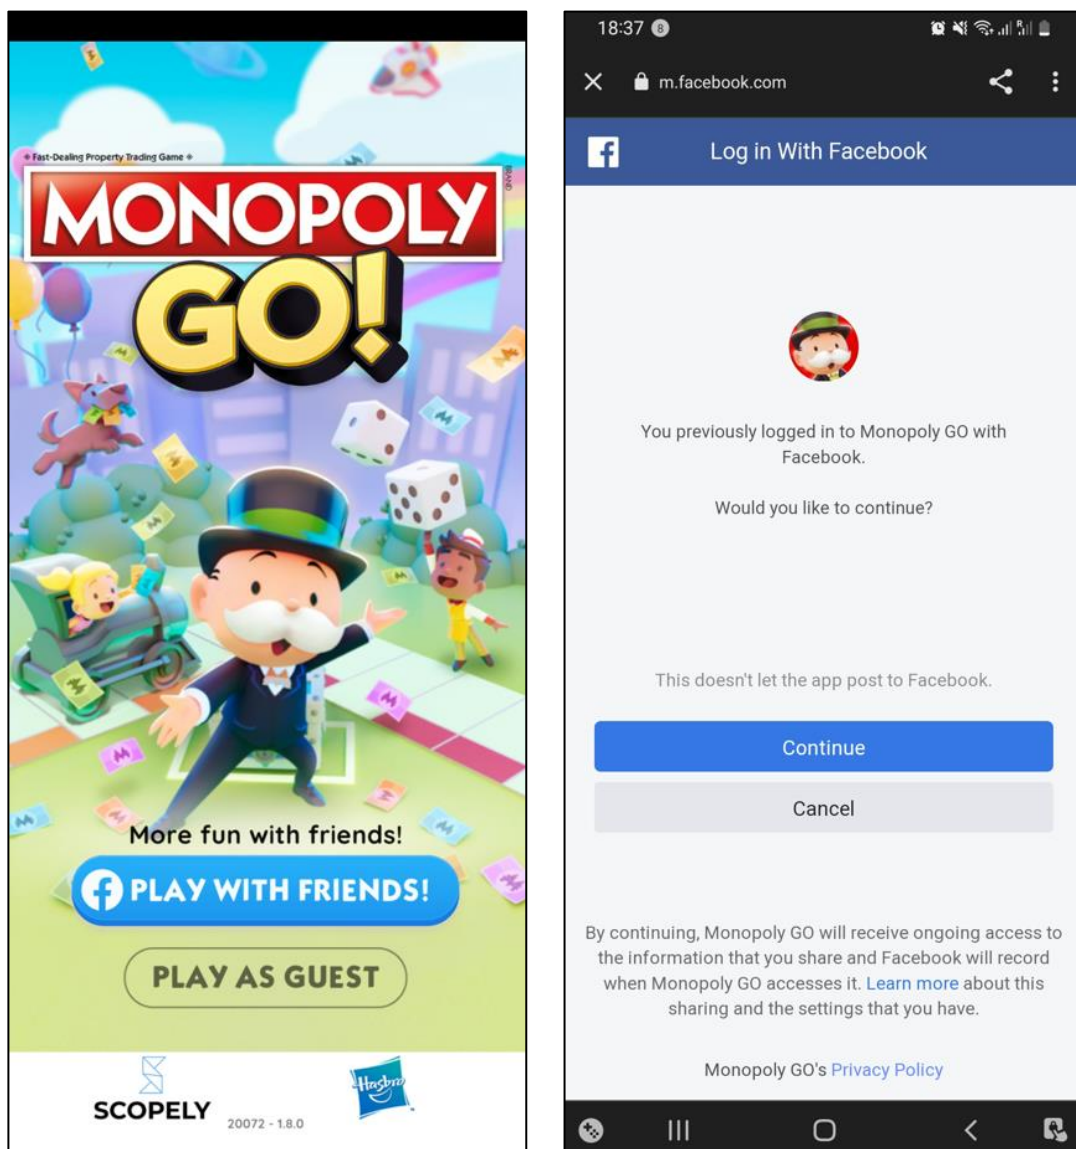 + Fast-Dealing Property Trading Game +
BRAND
MONOPOLY
GO!
More fun with friends!
PLAY WITH FRIENDS!
PLAY AS GUEST
SCOPELY
20072 - 1.8.0
Hasbro
18:37 8
m.facebook.com
Log in With Facebook
You previously logged in to Monopoly GO with
Facebook.
Would you like to continue?
This doesn't let the app post to Facebook.
Continue
Cancel
By continuing, Monopoly GO will receive ongoing access to
the information that you share and Facebook will record
when Monopoly GO accesses it. Learn more about this
sharing and the settings that you have.
Monopoly GO's Privacy Policy